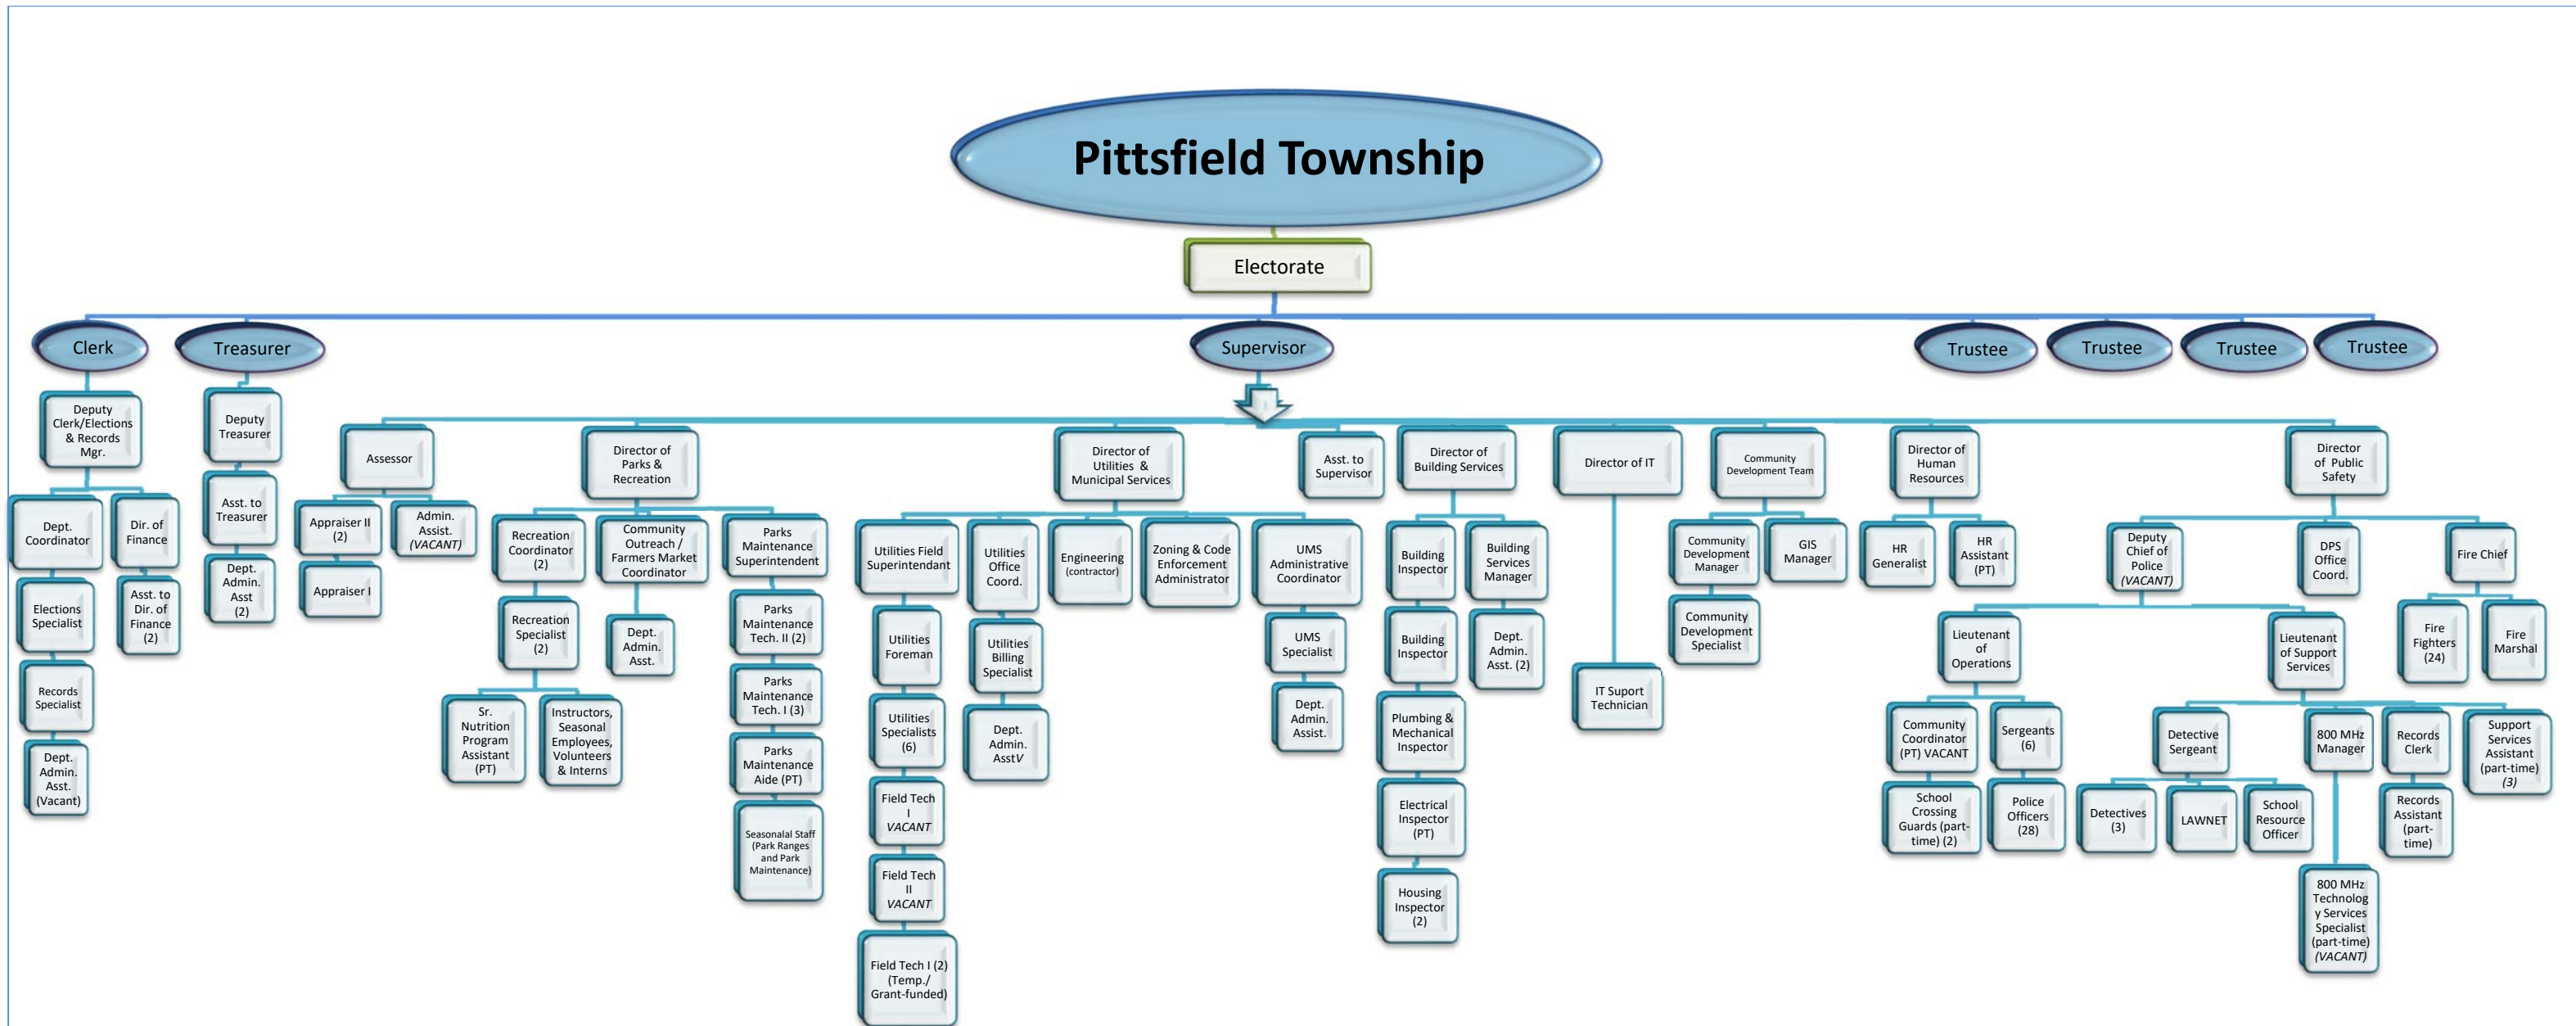 Pittsfield Township
Electorate
Clerk
Treasurer
Supervisor
Trustee
Trustee
Trustee
Trustee
Deputy
Clerk/Elections
& Records
Mgr.
Dept.
Coordinator
Dir. of
Finance
Elections
Specialist
Asst. to
Dir. of
Finance
(2)
Records
Specialist
Dept.
Admin.
Asst.
(Vacant)
Deputy
Treasurer
Asst. to
Treasurer
Dept.
Admin.
Asst
(2)
Assessor
Appraiser II
(2)
Admin.
Assist.
(VACANT)
Appraiser I
Director of
Parks &
Recreation
Recreation
Coordinator
(2)
Community
Outreach /
Farmers Market
Coordinator
Parks
Maintenance
Superintendent
Recreation
Specialist
(2)
Dept.
Admin.
Asst.
Sr.
Nutrition
Program
Assistant
(PT)
Instructors,
Seasonal
Employees,
Volunteers
& Interns
Parks
Maintenance
Tech. II (2)
Parks
Maintenance
Tech. I (3)
Parks
Maintenance
Aide (PT)
Seasonalal Staff
(Park Ranges
and Park
Maintenance)
Director of
Utilities &
Municipal Services
Utilities Field
Superintendant
Utilities
Office
Coord.
Engineering
(contractor)
Zoning & Code
Enforcement
Administrator
UMS
Administrative
Coordinator
Utilities
Foreman
Utilities
Specialists
(6)
Field Tech
I
VACANT
Field Tech
II
VACANT
Field Tech I (2)
(Temp./
Grant-funded)
Utilities
Billing
Specialist
Dept.
Admin.
AsstV
UMS
Specialist
Dept.
Admin.
Assist.
Asst. to
Supervisor
Director of
Building Services
Building
Inspector
Building
Services
Manager
Building
Inspector
Dept.
Admin.
Asst. (2)
Plumbing &
Mechanical
Inspector
Electrical
Inspector
(PT)
Housing
Inspector
(2)
Director of IT
IT Suport
Technician
Community
Development Team
Community
Development
Manager
GIS
Manager
Community
Development
Specialist
Director of
Human
Resources
HR
Generalist
HR
Assistant
(PT)
Director
of Public
Safety
Deputy
Chief of
Police
(VACANT)
DPS
Office
Coord.
Fire Chief
Lieutenant
of
Operations
Lieutenant
of Support
Services
Fire
Fighters
(24)
Fire
Marshal
Community
Coordinator
(PT) VACANT
Sergeants
(6)
School
Crossing
Guards (part-
time) (2)
Police
Officers
(28)
Detective
Sergeant
800 MHz
Manager
Records
Clerk
Support
Services
Assistant
(part-time)
(3)
Detectives
(3)
LAWNET
School
Resource
Officer
Records
Assistant
(part-
time)
800 MHz
Technolog
y Services
Specialist
(part-time)
(VACANT)